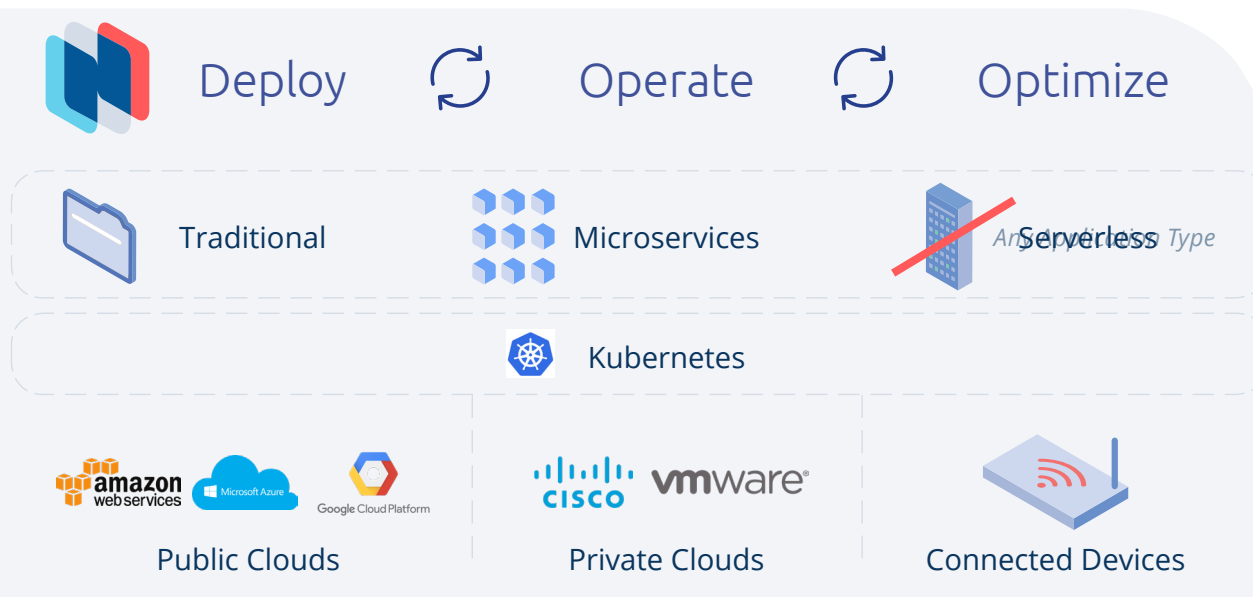 Deploy
Operate
Optimize
Traditional
Microservices
Serverless
Any Application Type
Kubernetes
amazon
web services
Microsoft Azure
Google Cloud Platform
CISCO
vmware®
Public Clouds
Private Clouds
Connected Devices